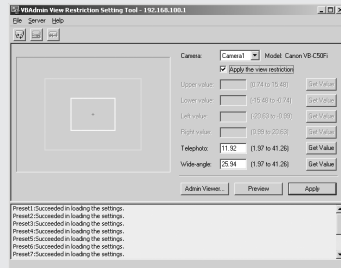 VBAdmin View Restriction Setting Tool - 192.168.100.1
File Server Help
Camera: Camera1 Model: Canon VB-C50Fi
Apply the view restriction
Upper value: (0.74 to 15.48) Get Value
Lower value: (-15.48 to -0.74) Get Value
Left value: (-20.63 to -0.99) Get Value
Right value: (0.99 to 20.63) Get Value
Telephoto: 11.92 (1.97 to 41.26) Get Value
Wide-angle: 25.94 (1.97 to 41.26) Get Value
Admin Viewer... Preview Apply
Preset1:Succeeded in loading the settings.
Preset2:Succeeded in loading the settings.
Preset3:Succeeded in loading the settings.
Preset4:Succeeded in loading the settings.
Preset5:Succeeded in loading the settings.
Preset6:Succeeded in loading the settings.
Preset7:Succeeded in loading the settings.